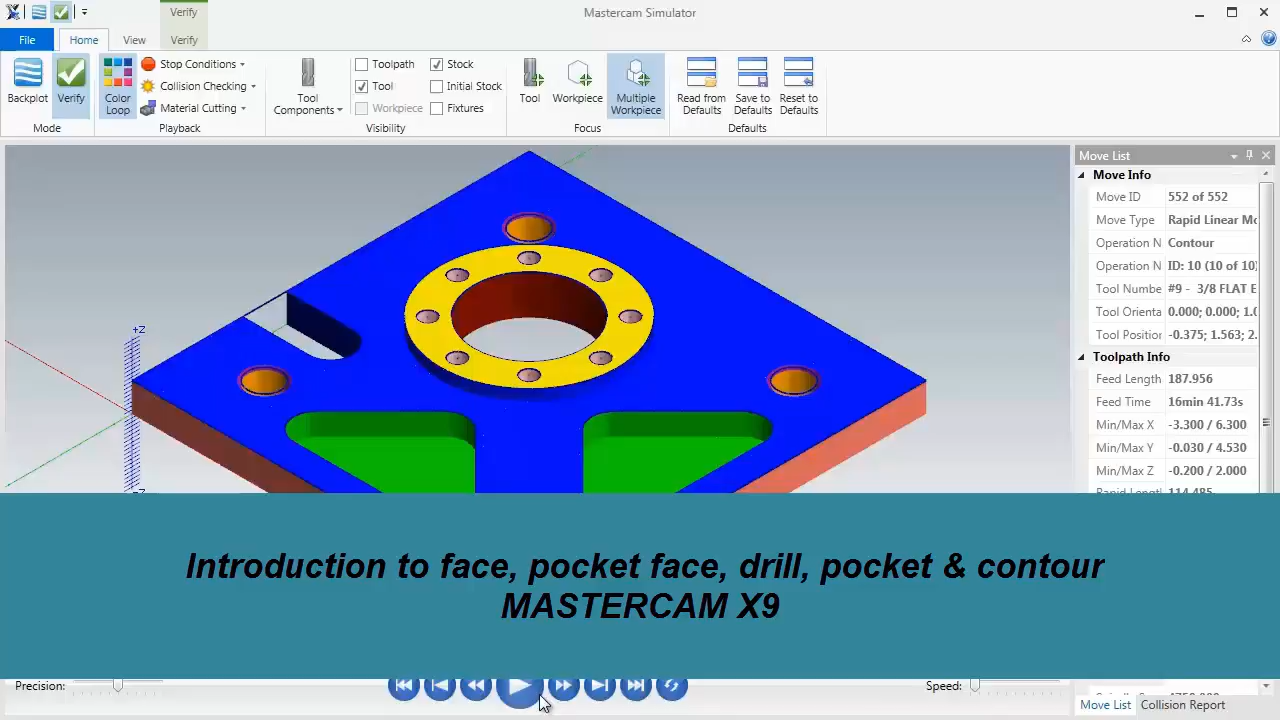 Verify
Mastercam Simulator
File
Home
View
Verify
Backplot
Verify
Mode
Color Loop
Stop Conditions
Collision Checking
Material Cutting
Playback
Tool Components
Toolpath
Tool
Workpiece
Stock
Initial Stock
Fixtures
Visibility
Tool
Workpiece
Multiple Workpiece
Focus
Read from Defaults
Save to Defaults
Reset to Defaults
Defaults
Move List
Move Info
Move ID 552 of 552
Move Type Rapid Linear Mo
Operation N Contour
Operation N ID: 10 (10 of 10)
Tool Numbe #9 - 3/8 FLAT E
Tool Orienta 0.000; 0.000; 1.0
Tool Position -0.375; 1.563; 2.
Toolpath Info
Feed Length 187.956
Feed Time 16min 41.73s
Min/Max X -3.300 / 6.300
Min/Max Y -0.030 / 4.530
Min/Max Z -0.200 / 2.000
Rapid Length 114.485
+Z
Introduction to face, pocket face, drill, pocket & contour
MASTERCAM X9
Precision:
Speed:
Move List
Collision Report